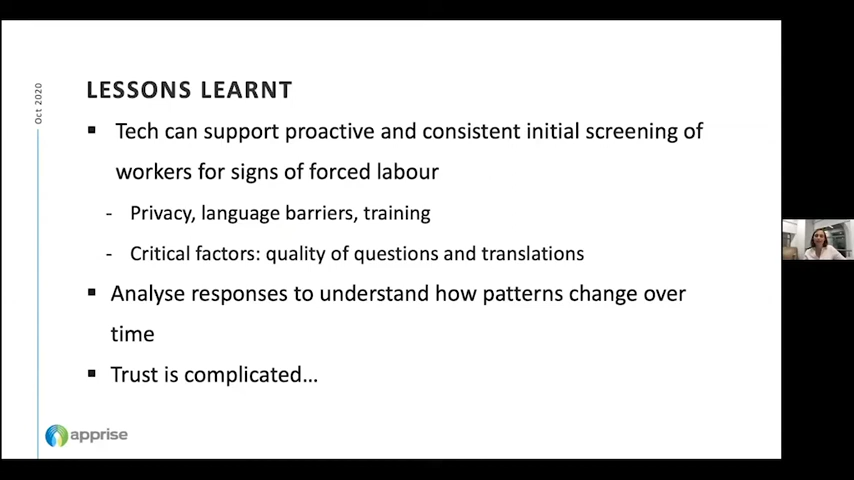 Oct 2020
LESSONS LEARNT
▪ Tech can support proactive and consistent initial screening of
workers for signs of forced labour
- Privacy, language barriers, training
- Critical factors: quality of questions and translations
▪ Analyse responses to understand how patterns change over
time
▪ Trust is complicated...
apprise